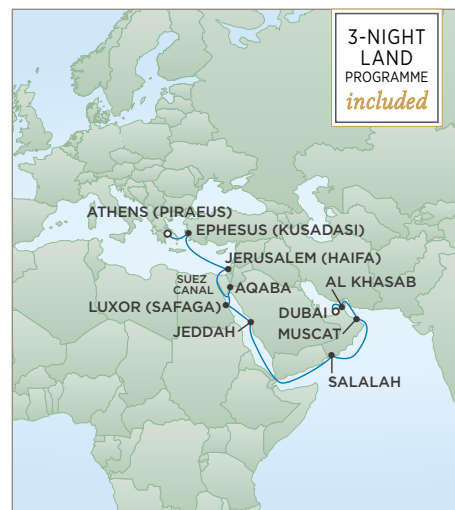 3-NIGHT
LAND
PROGRAMME
included
ATHENS (PIRAEUS)
EPHESUS (KUSADASI)
JERUSALEM (HAIFA)
SUEZ
CANAL
AQABA
AL KHASAB
LUXOR (SAFAGA)
DUBAI
JEDDAH
MUSCAT
SALALAH